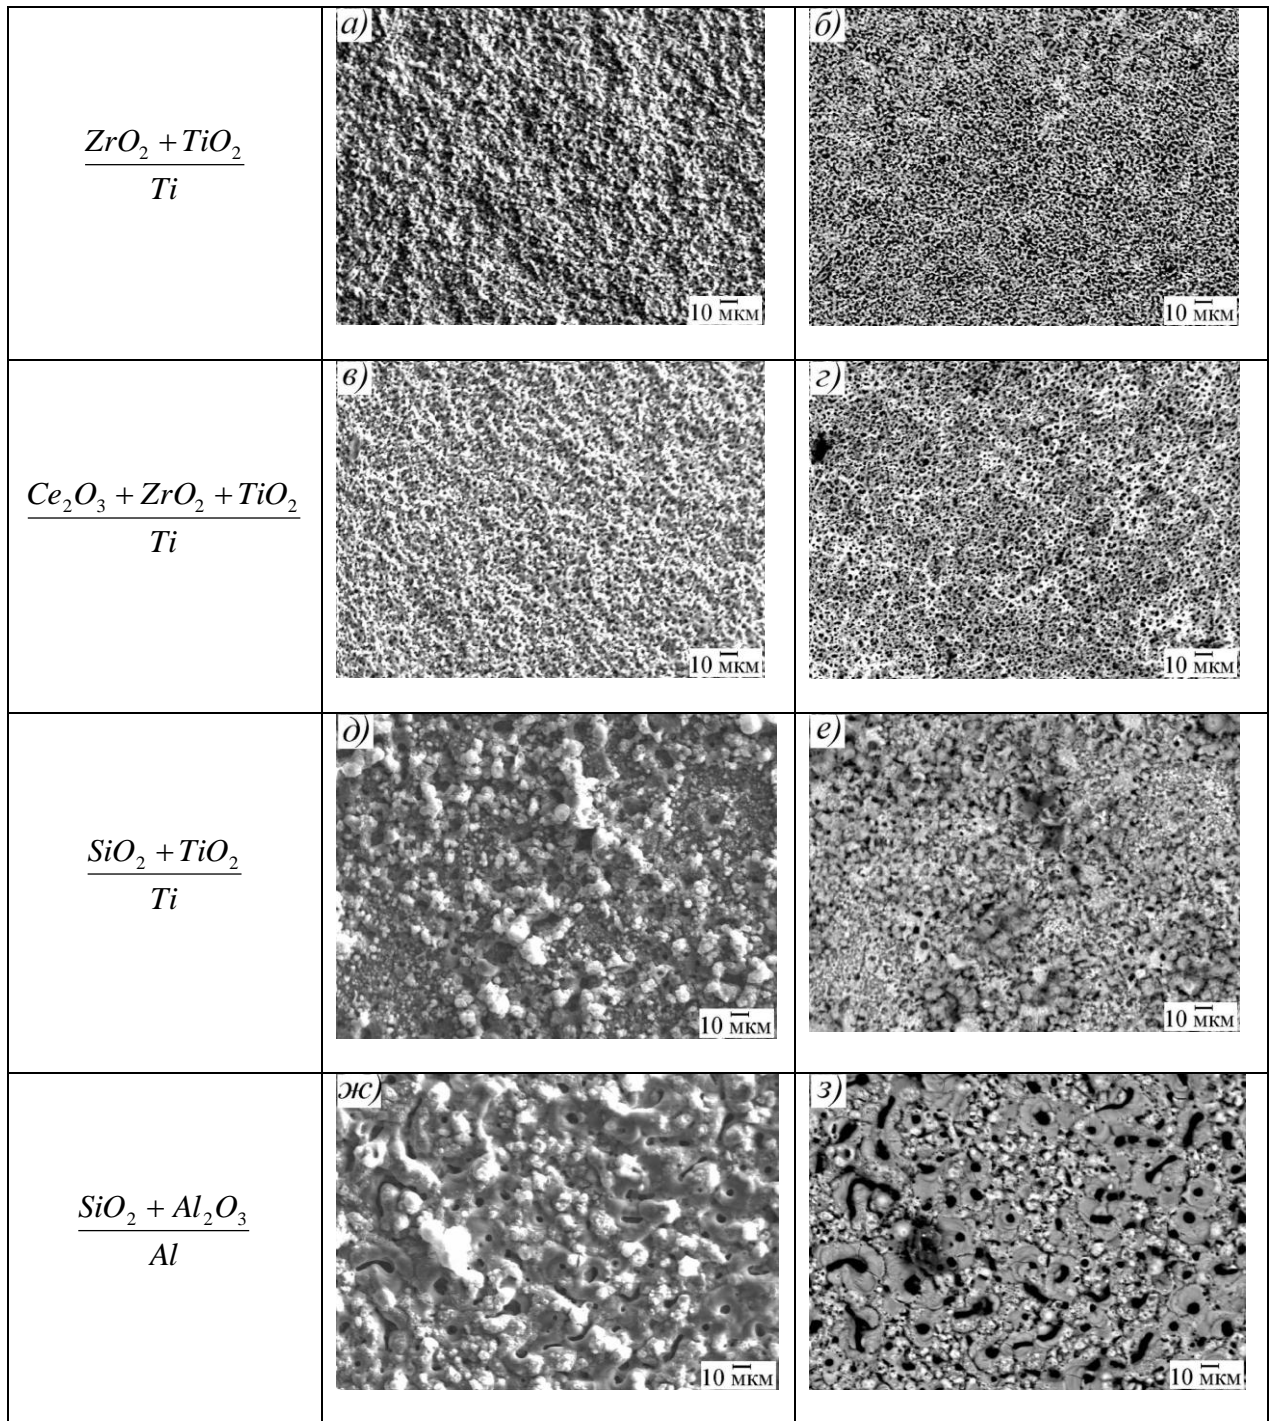 ZrO₂ + TiO₂
Ti
а)
10 мкм
б)
10 мкм
Ce₂O₃ + ZrO₂ + TiO₂
Ti
в)
10 мкм
г)
10 мкм
SiO₂ + TiO₂
Ti
д)
10 мкм
е)
10 мкм
SiO₂ + Al₂O₃
Al
ж)
10 мкм
з)
10 мкм